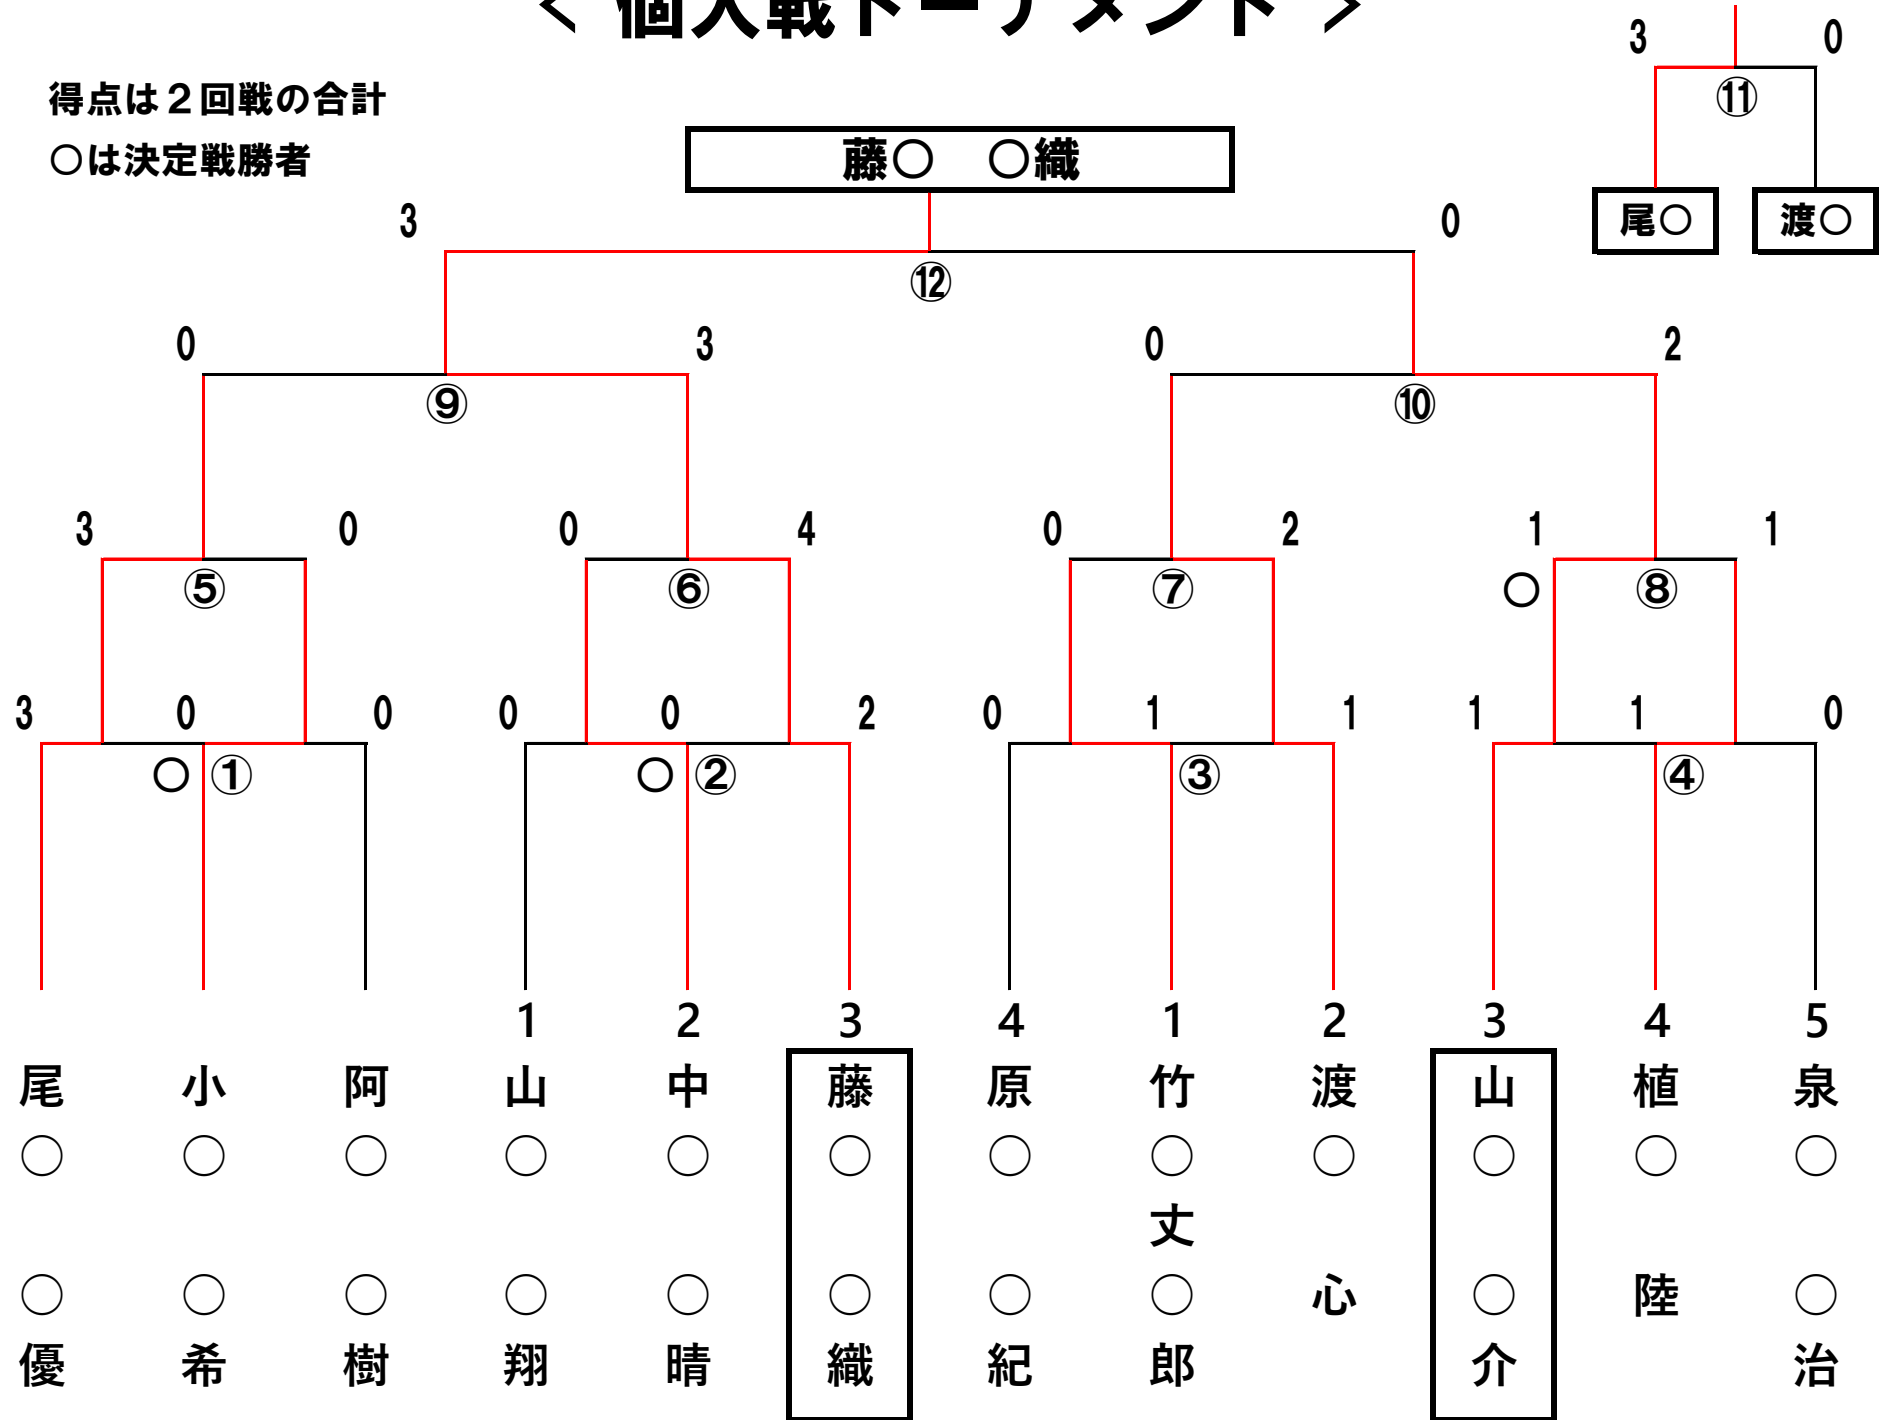 < 個人戦トーナメント >
3 0
⑪
得点は２回戦の合計
○は決定戦勝者
藤○ ○織
尾○ 渡○
3 0
⑫
0 3 0 2
⑨ ⑩
3 0 0 4 0 2 1 1
⑤ ⑥ ⑦ ○ ⑧
3 0 0 0 0 2 0 1 1 1 1 0
○ ① ○ ② ③ ④
1 2 3 4 1 2 3 4 5
尾○○優
小○○希
阿○○樹
山○○翔
中○○晴
藤○○織
原○○紀
竹○丈○郎
渡○心
山○○介
植○陸
泉○○治